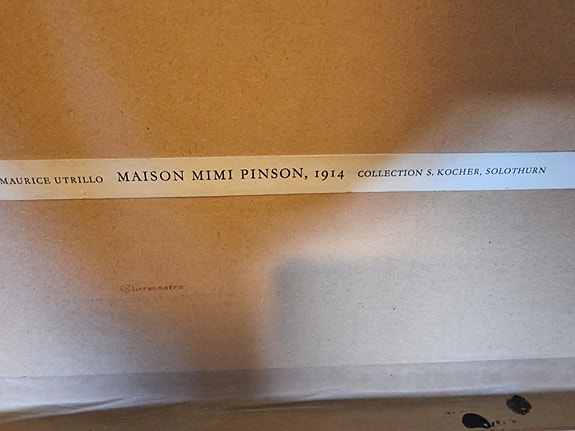 MAURICE UTRILLO MAISON MIMI PINSON, 1914 COLLECTION S. KOCHER, SOLOTHURN